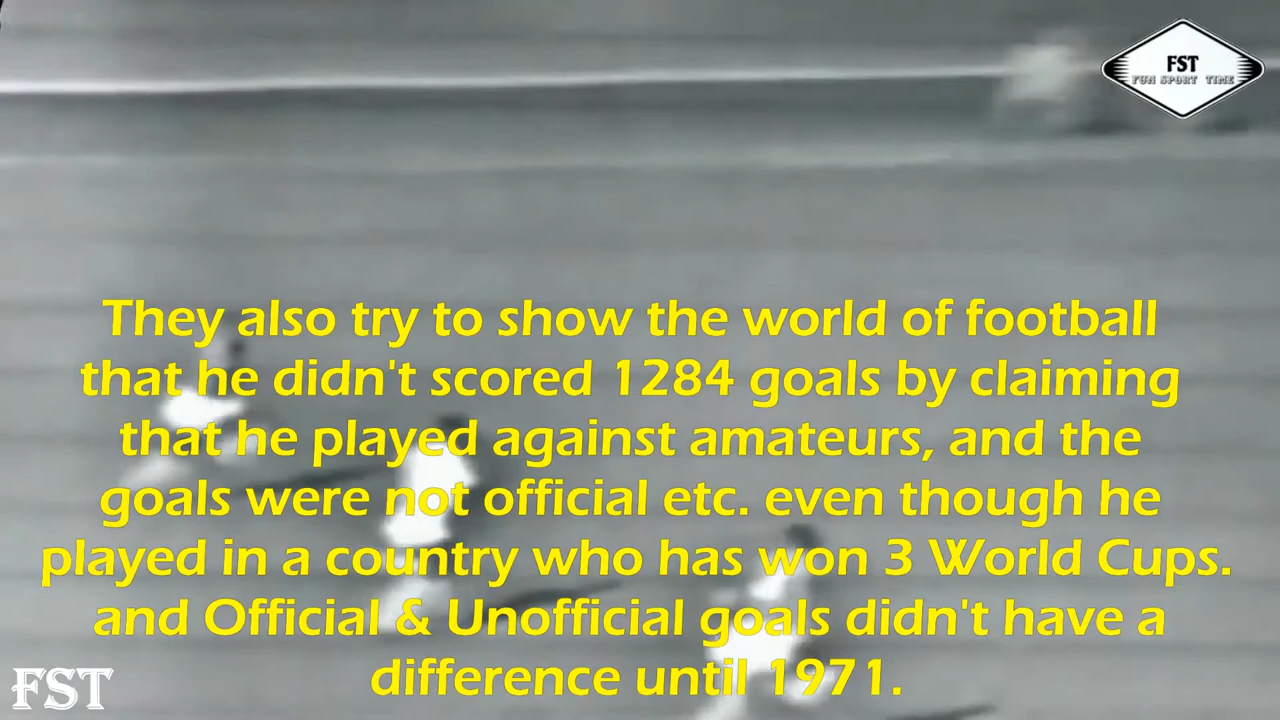 FST
FUN SPORT TIME
They also try to show the world of football
that he didn't scored 1284 goals by claiming
that he played against amateurs, and the
goals were not official etc. even though he
played in a country who has won 3 World Cups.
and Official & Unofficial goals didn't have a
difference until 1971.
FST